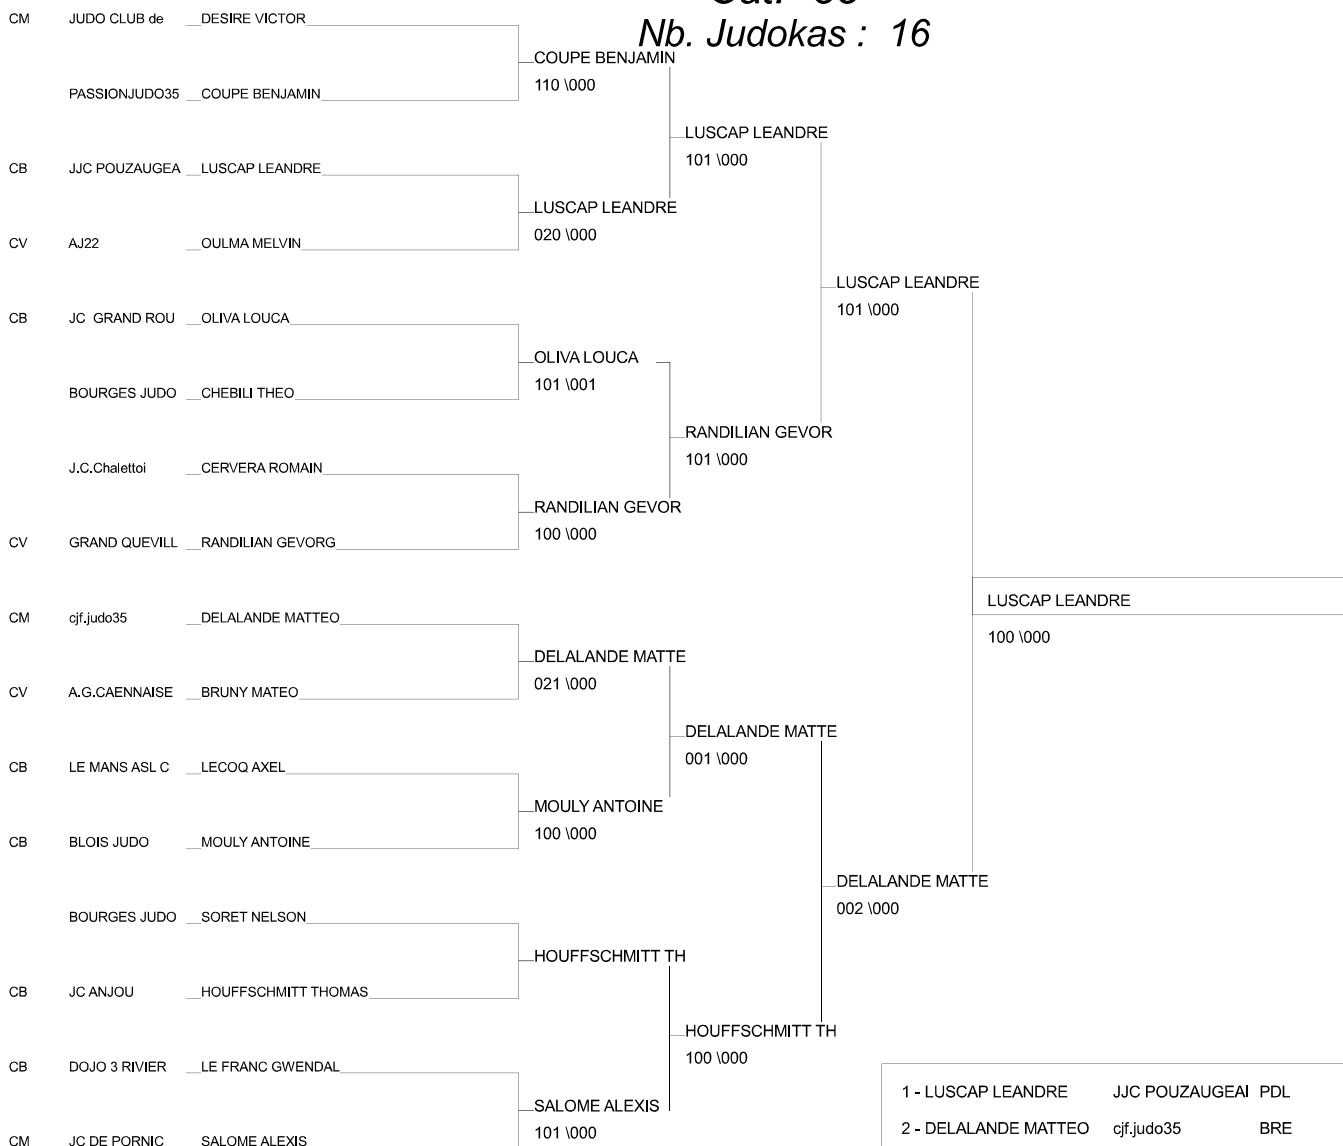 Nb. Judokas : 16
CM JUDO CLUB de DESIRE VICTOR
COUPE BENJAMIN
110 \000
PASSIONJUDO35 COUPE BENJAMIN
LUSCAP LEANDRE
101 \000
CB JJC POUZAUGEA LUSCAP LEANDRE
LUSCAP LEANDRE
020 \000
CV AJ22 OULMA MELVIN
LUSCAP LEANDRE
101 \000
CB JC GRAND ROU OLIVA LOUCA
OLIVA LOUCA
101 \001
BOURGES JUDO CHEBILI THEO
RANDILIAN GEVOR
101 \000
J.C.Chalettoi CERVERA ROMAIN
RANDILIAN GEVOR
100 \000
CV GRAND QUEVILL RANDILIAN GEVORG
LUSCAP LEANDRE
100 \000
CM cjf.judo35 DELALANDE MATTEO
DELALANDE MATTE
021 \000
CV A.G.CAENNAISE BRUNY MATEO
DELALANDE MATTE
001 \000
CB LE MANS ASL C LECOQ AXEL
MOULY ANTOINE
100 \000
CB BLOIS JUDO MOULY ANTOINE
DELALANDE MATTE
002 \000
BOURGES JUDO SORET NELSON
HOUFFSCHMITT TH
CB JC ANJOU HOUFFSCHMITT THOMAS
HOUFFSCHMITT TH
100 \000
CB DOJO 3 RIVIER LE FRANC GWENDAL
1 - LUSCAP LEANDRE JJC POUZAUGEAI PDL
SALOME ALEXIS
101 \000
2 - DELALANDE MATTEO cjf.judo35 BRE
CM JC DE PORNIC SALOME ALEXIS